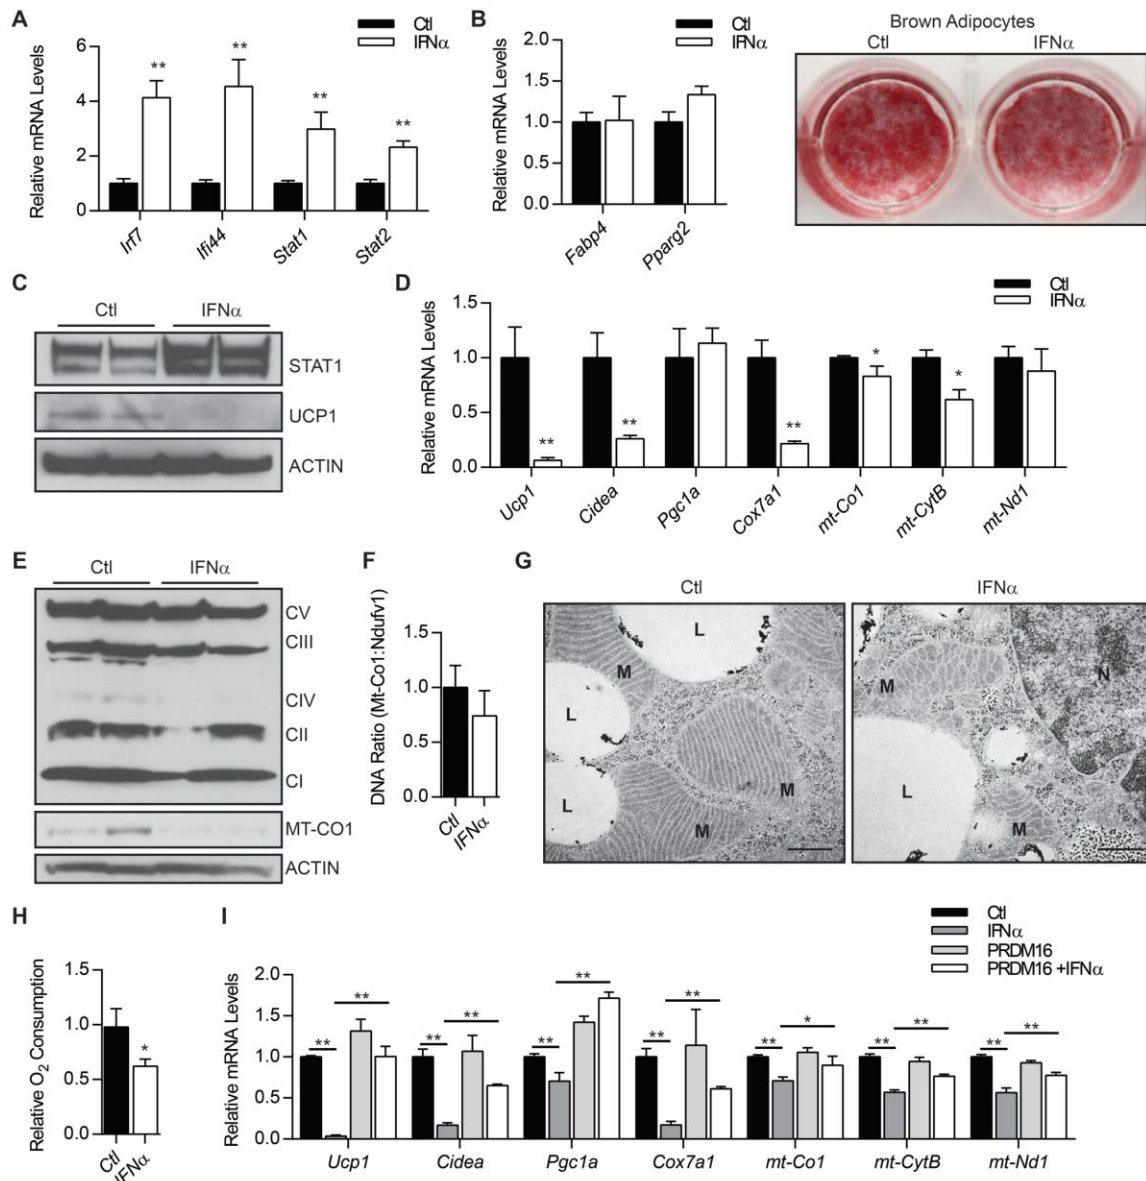 A
Ctl
IFNα
Relative mRNA Levels
6
4
2
0
**
**
**
**
Irf7
Ifi44
Stat1
Stat2
B
Ctl
IFNα
Relative mRNA Levels
2.0
1.5
1.0
0.5
0.0
Fabp4
Pparg2
Brown Adipocytes
Ctl
IFNα
C
Ctl
IFNα
STAT1
UCP1
ACTIN
D
Ctl
IFNα
Relative mRNA Levels
1.5
1.0
0.5
0.0
**
**
**
*
*
Ucp1
Cidea
Pgc1a
Cox7a1
mt-Co1
mt-CytB
mt-Nd1
E
Ctl
IFNα
CV
CIII
CIV
CII
CI
MT-CO1
ACTIN
F
DNA Ratio (Mt-Co1:Ndufv1)
1.5
1.0
0.5
0.0
Ctl
IFNα
G
Ctl
IFNα
L
M
L
L
M
M
M
N
L
M
H
Relative O2 Consumption
1.5
1.0
0.5
0.0
*
Ctl
IFNα
I
Ctl
IFNα
PRDM16
PRDM16 +IFNα
Relative mRNA Levels
2.0
1.5
1.0
0.5
0.0
** **
** **
** **
** **
** *
** **
** **
Ucp1
Cidea
Pgc1a
Cox7a1
mt-Co1
mt-CytB
mt-Nd1